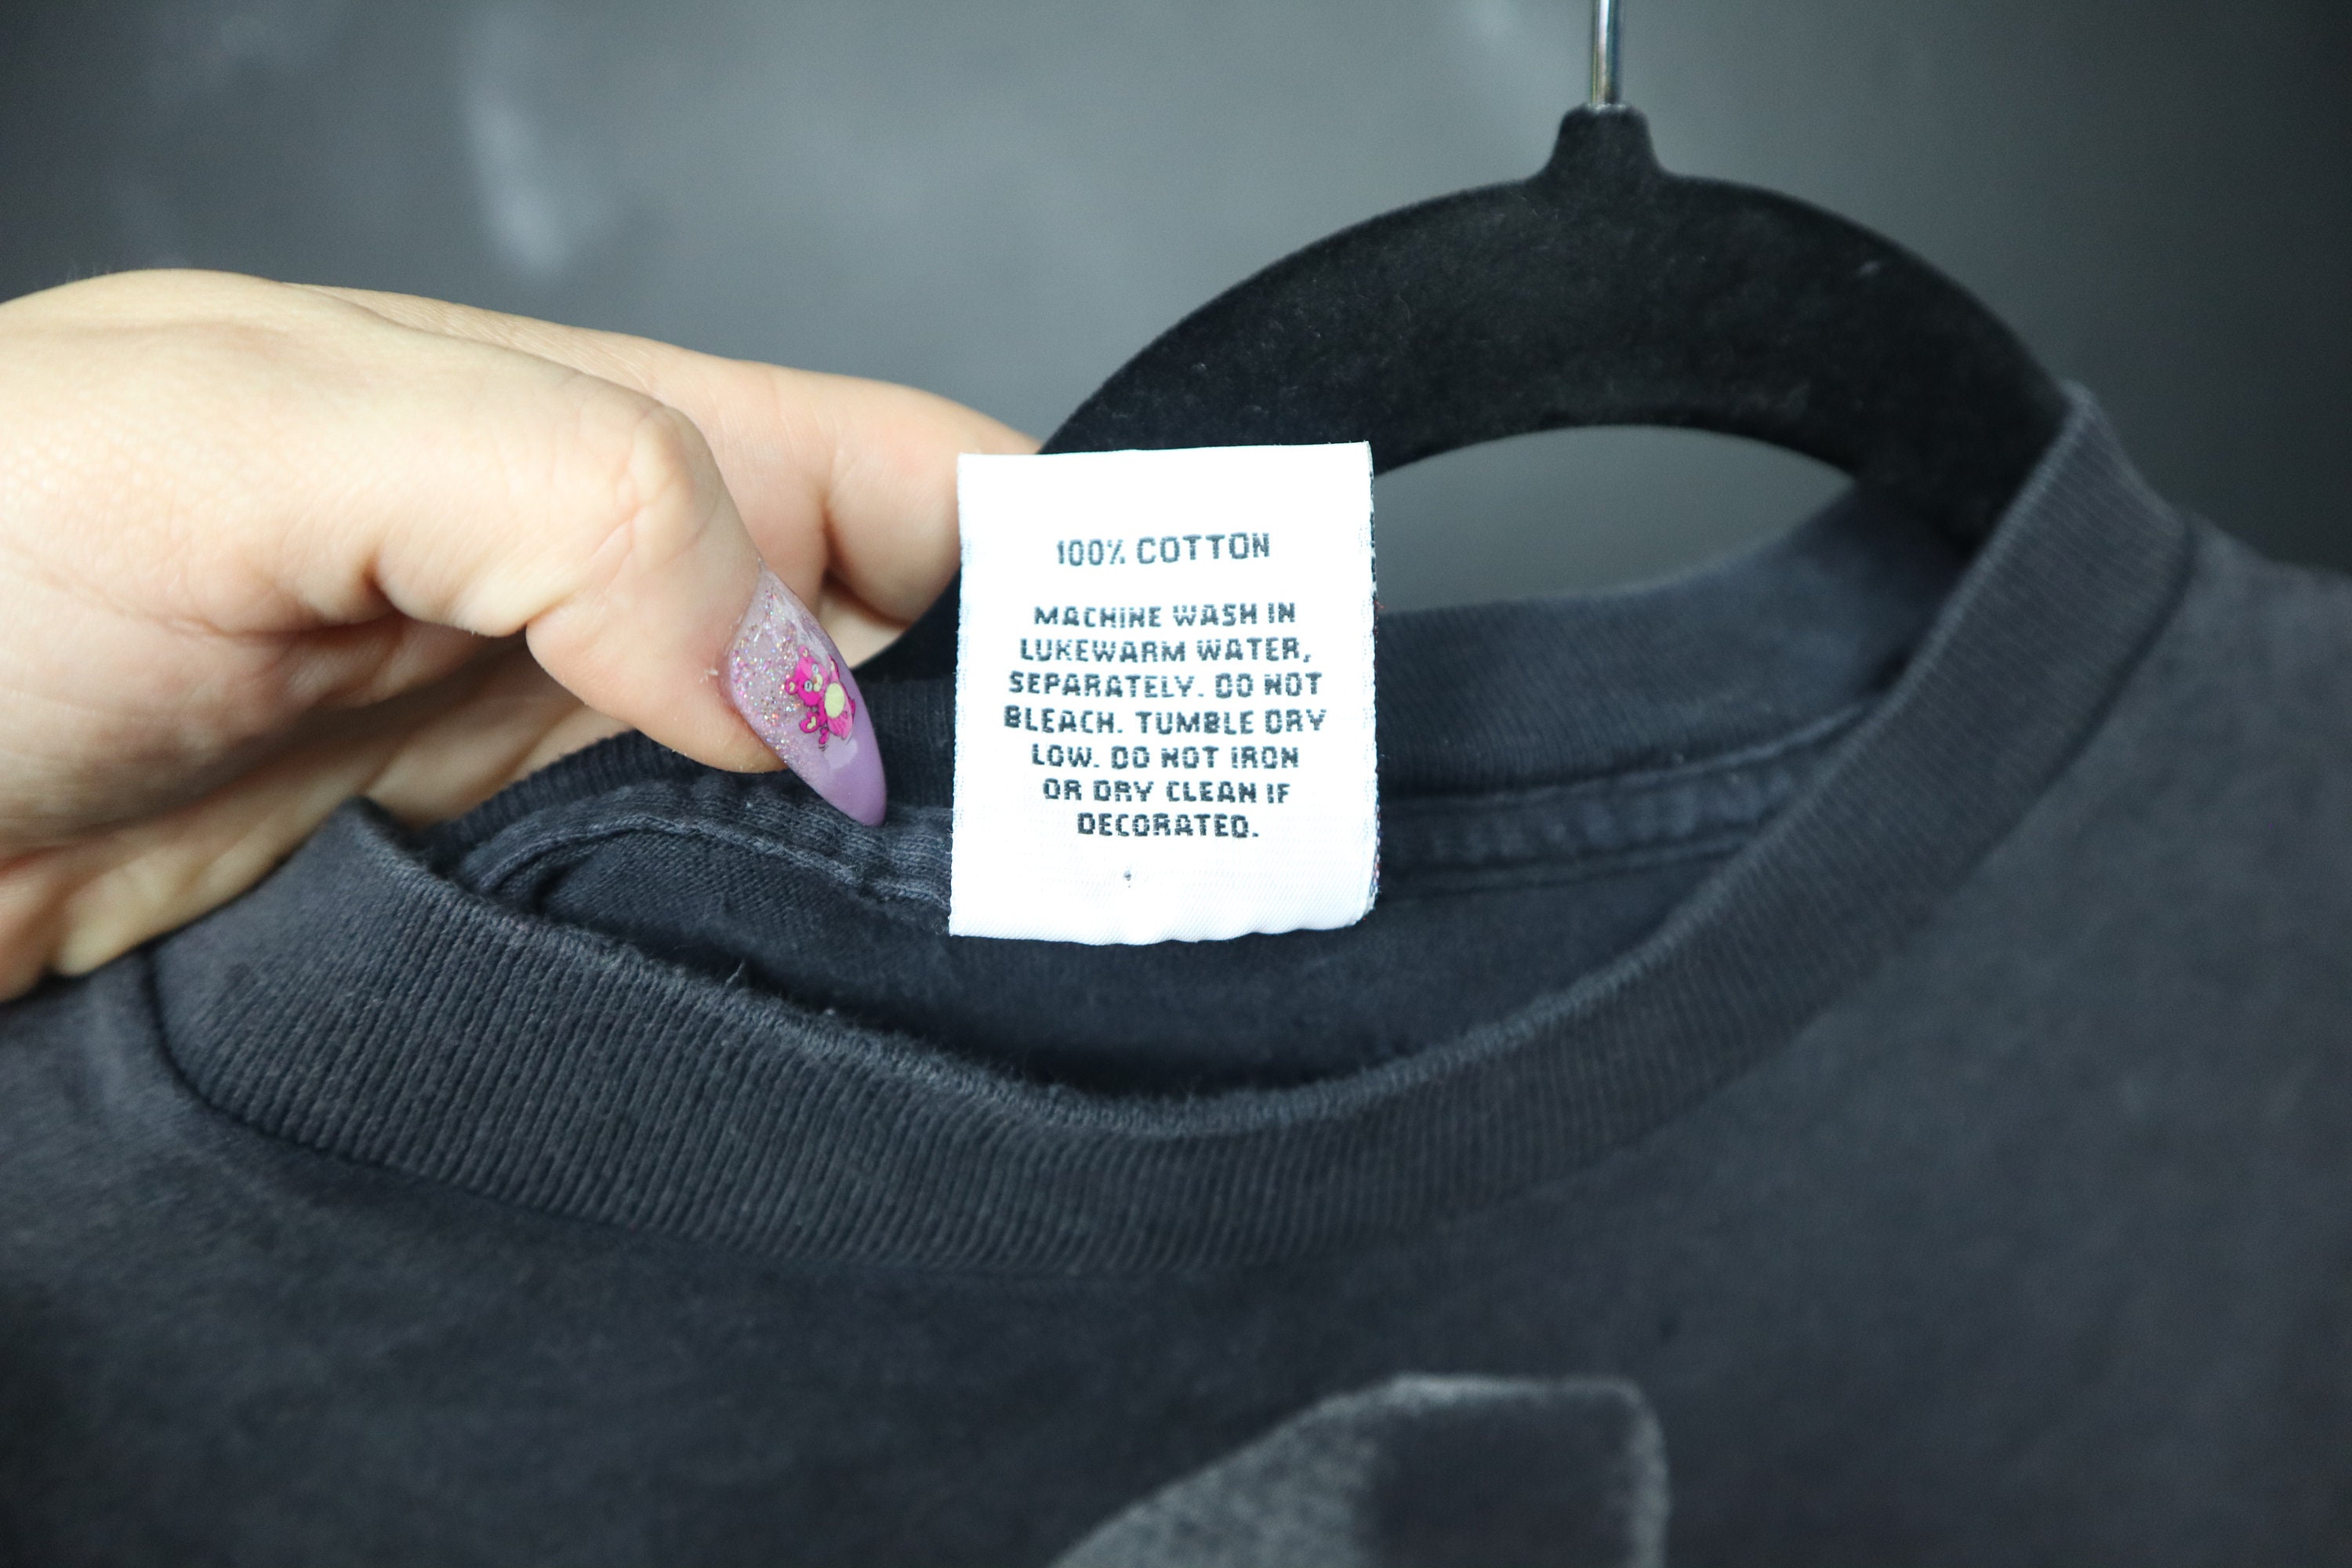 100% COTTON
MACHINE WASH IN
LUKEWARM WATER,
SEPARATELY. DO NOT
BLEACH. TUMBLE DRY
LOW. DO NOT IRON
OR DRY CLEAN IF
DECORATED.